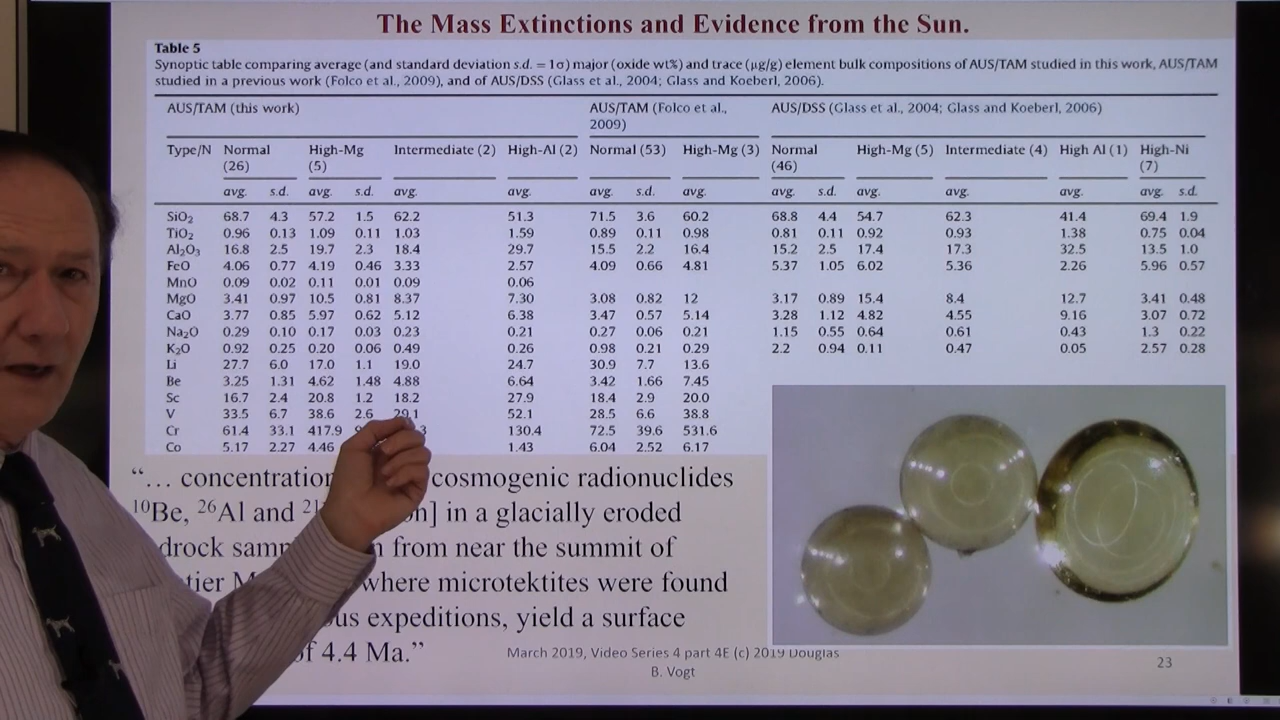 The Mass Extinctions and Evidence from the Sun.
Table 5
Synoptic table comparing average (and standard deviation s.d. = 1σ) major (oxide wt%) and trace (μg/g) element bulk compositions of AUS/TAM studied in this work, AUS/TAM
studied in a previous work (Folco et al., 2009), and of AUS/DSS (Glass et al., 2004; Glass and Koeberl, 2006).
AUS/TAM (this work) AUS/TAM (Folco et al., AUS/DSS (Glass et al., 2004; Glass and Koeberl, 2006)
2009)
Type/N Normal High-Mg Intermediate (2) High-Al (2) Normal (53) High-Mg (3) Normal High-Mg (5) Intermediate (4) High Al (1) High-Ni
(26) (5) (46) (7)
avg. s.d. avg. s.d. avg. avg. avg. s.d. avg. avg. s.d. avg. avg. avg. avg. s.d.
SiO₂ 68.7 4.3 57.2 1.5 62.2 51.3 71.5 3.6 60.2 68.8 4.4 54.7 62.3 41.4 69.4 1.9
TiO₂ 0.96 0.13 1.09 0.11 1.03 1.59 0.89 0.11 0.98 0.81 0.11 0.92 0.93 1.38 0.75 0.04
Al₂O₃ 16.8 2.5 19.7 2.3 18.4 29.7 15.5 2.2 16.4 15.2 2.5 17.4 17.3 32.5 13.5 1.0
FeO 4.06 0.77 4.19 0.46 3.33 2.57 4.09 0.66 4.81 5.37 1.05 6.02 5.36 2.26 5.96 0.57
MnO 0.09 0.02 0.11 0.01 0.09 0.06
MgO 3.41 0.97 10.5 0.81 8.37 7.30 3.08 0.82 12 3.17 0.89 15.4 8.4 12.7 3.41 0.48
CaO 3.77 0.85 5.97 0.62 5.12 6.38 3.47 0.57 5.14 3.28 1.12 4.82 4.55 9.16 3.07 0.72
Na₂O 0.29 0.10 0.17 0.03 0.23 0.21 0.27 0.06 0.21 1.15 0.55 0.64 0.61 0.43 1.3 0.22
K₂O 0.92 0.25 0.20 0.06 0.49 0.26 0.98 0.21 0.29 2.2 0.94 0.11 0.47 0.05 2.57 0.28
Li 27.7 6.0 17.0 1.1 19.0 24.7 30.9 7.7 13.6
Be 3.25 1.31 4.62 1.48 4.88 6.64 3.42 1.66 7.45
Sc 16.7 2.4 20.8 1.2 18.2 27.9 18.4 2.9 20.0
V 33.5 6.7 38.6 2.6 29.1 52.1 28.5 6.6 38.8
Cr 61.4 33.1 417.9 130.4 72.5 39.6 531.6
Co 5.17 2.27 4.46 1.43 6.04 2.52 6.17
“… concentration cosmogenic radionuclides
¹⁰Be, ²⁶Al and in a glacially eroded
from near the summit of
where microtektites were found
expeditions, yield a surface
of 4.4 Ma.”
March 2019, Video Series 4 part 4E (c) 2019 Douglas
B. Vogt
23